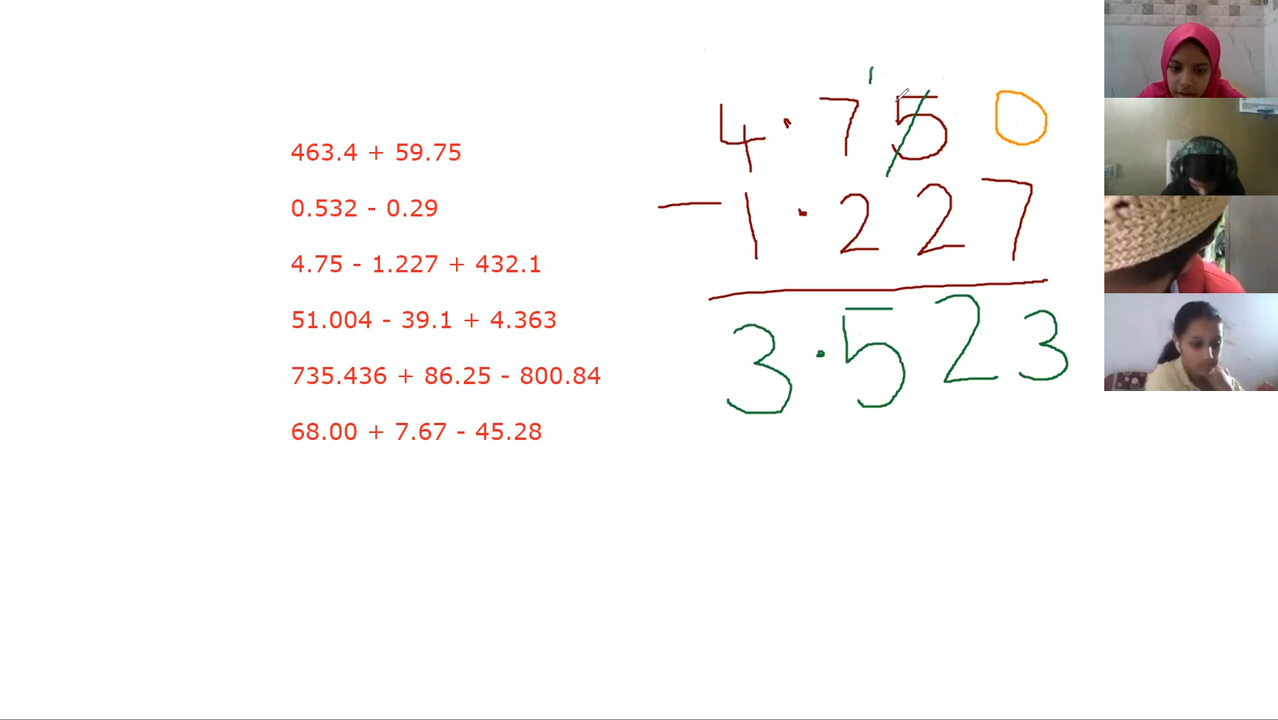 463.4 + 59.75
0.532 - 0.29
4.75 - 1.227 + 432.1
51.004 - 39.1 + 4.363
735.436 + 86.25 - 800.84
68.00 + 7.67 - 45.28
1
4.750
- 1.227
3.523